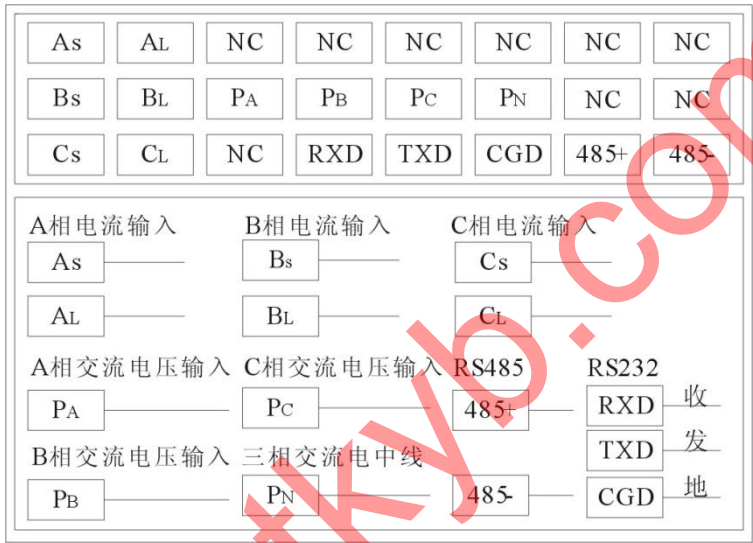 As AL NC NC NC NC NC NC
Bs BL PA PB PC PN NC NC
Cs CL NC RXD TXD CGD 485+ 485-
A相电流输入 B相电流输入 C相电流输入
As Bs Cs
AL BL CL
A相交流电压输入 C相交流电压输入 RS485 RS232
PA PC 485+ RXD 收
TXD 发
B相交流电压输入 三相交流电中线
PB PN 485- CGD 地
tkyb.com